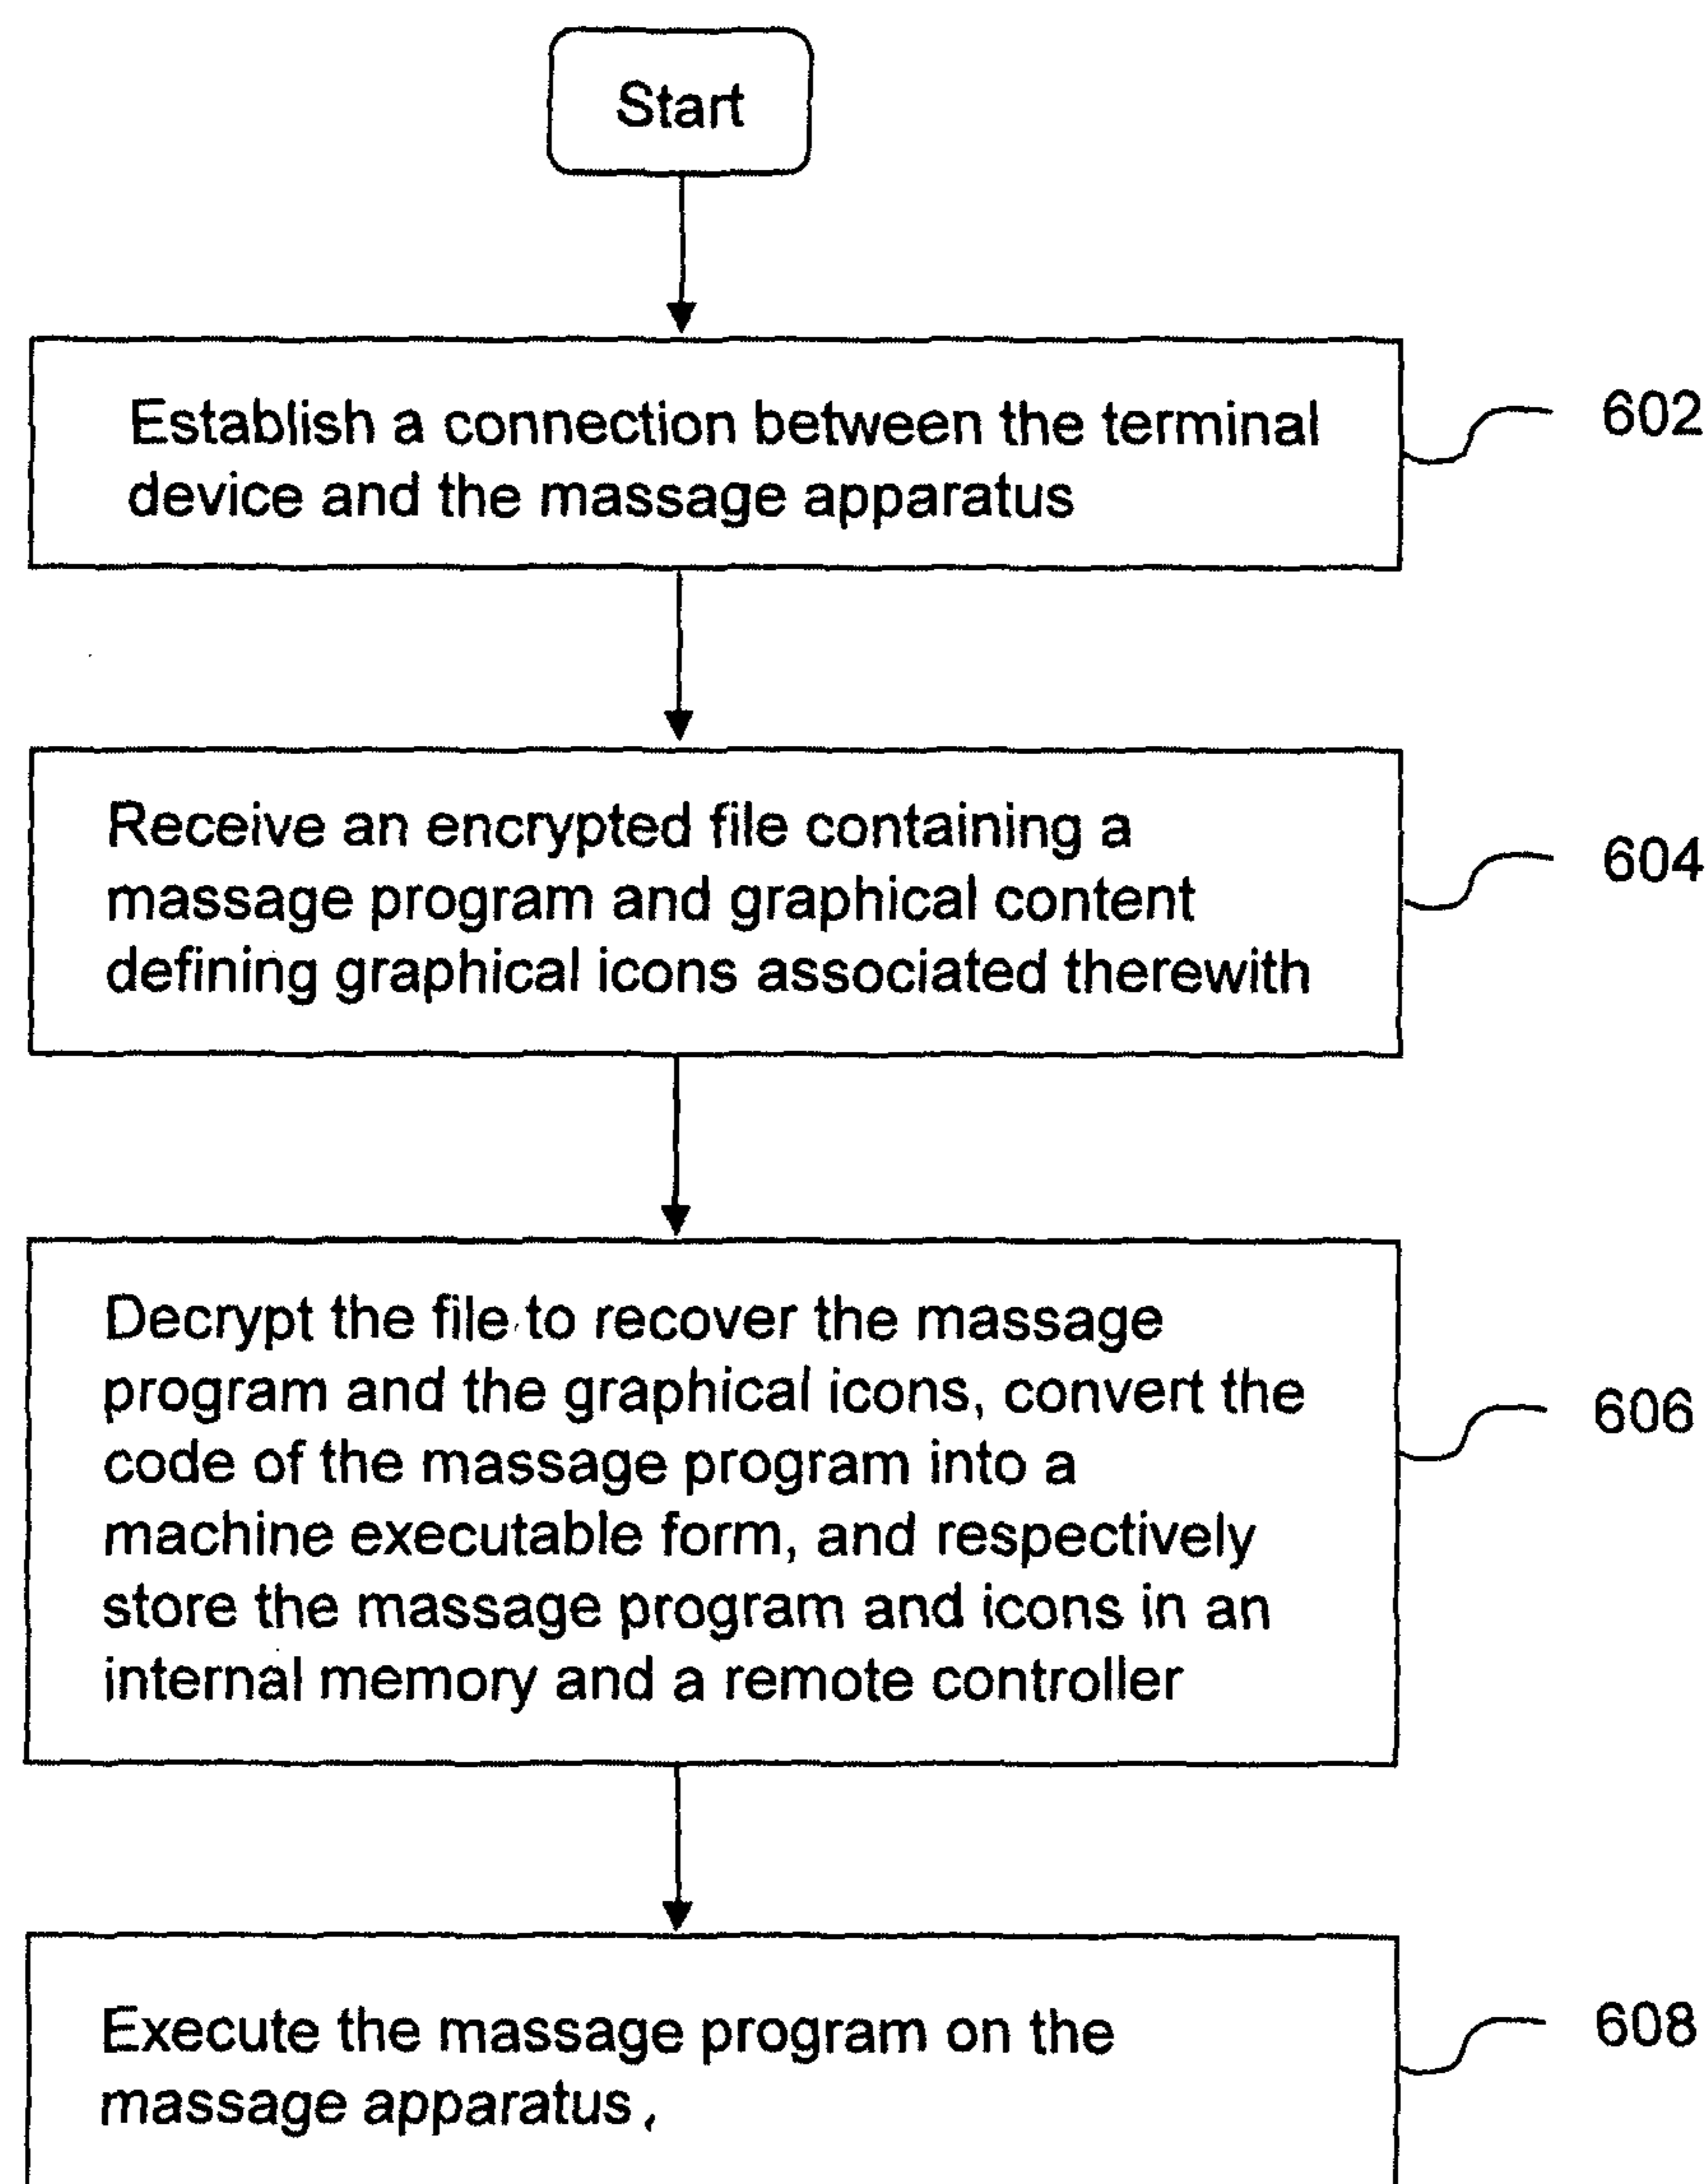 Start
Establish a connection between the terminal
device and the massage apparatus
602
Receive an encrypted file containing a
massage program and graphical content
defining graphical icons associated therewith
604
Decrypt the file to recover the massage
program and the graphical icons, convert the
code of the massage program into a
machine executable form, and respectively
store the massage program and icons in an
internal memory and a remote controller
606
Execute the massage program on the
massage apparatus
608